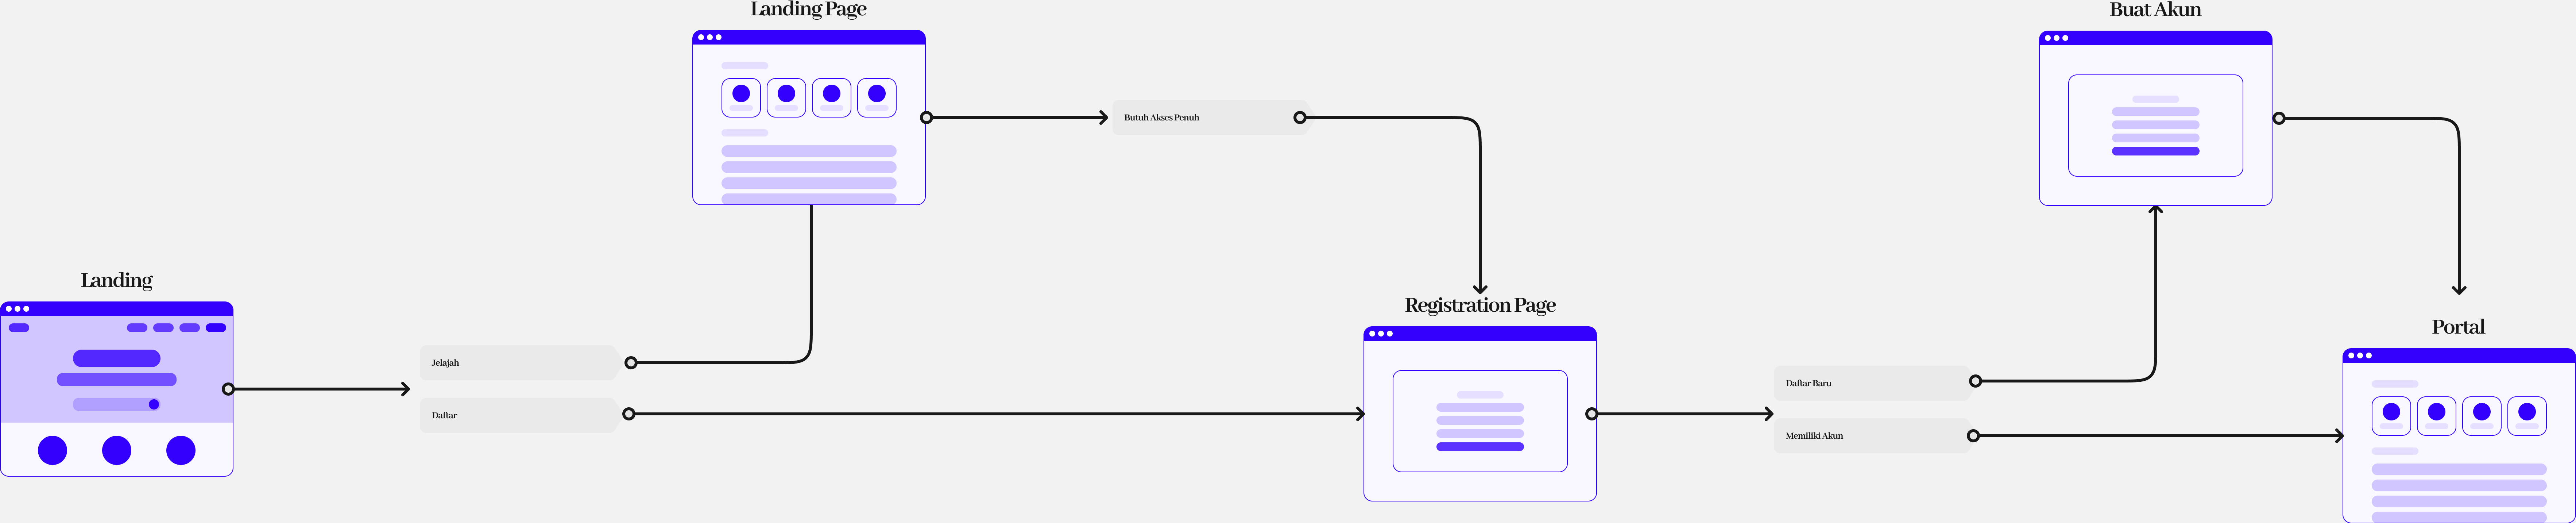 Landing Page
Buat Akun
Butuh Akses Penuh
Landing
Registration Page
Portal
Jelajah
Daftar
Daftar Baru
Memiliki Akun